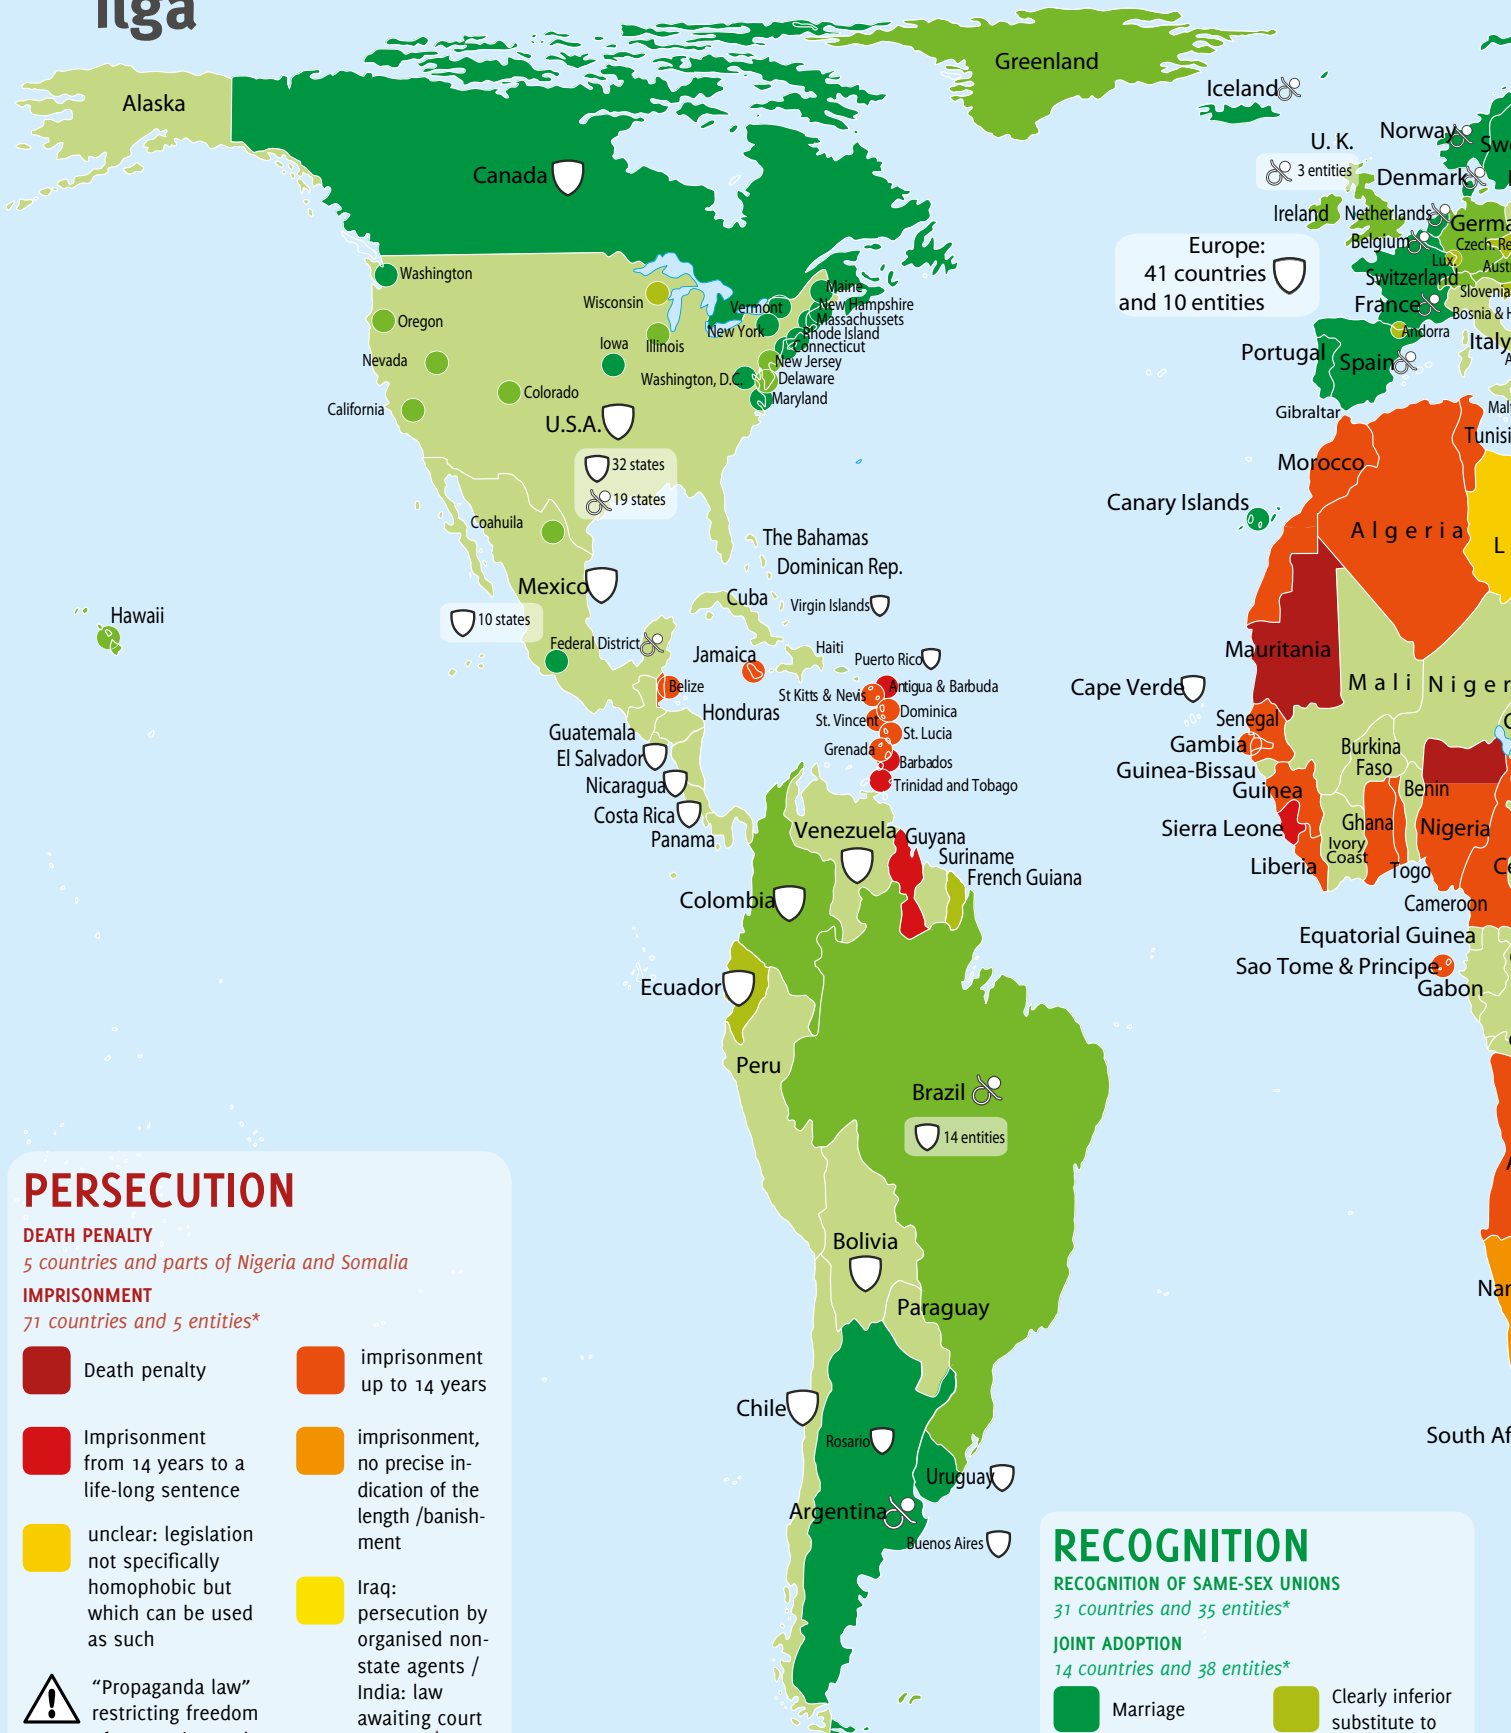 ilga
Alaska
Greenland
Iceland
Canada
U. K.
3 entities
Norway
Denmark
Ireland
Netherlands
Belgium
Czech. Re
Lux.
Switzerland
Slovenia
France
Bosnia & H
Andorra
Italy
Europe:
41 countries
and 10 entities
Portugal
Spain
Gibraltar
Washington
Oregon
Nevada
California
Colorado
Wisconsin
Iowa
Illinois
Vermont
New York
Maine
New Hampshire
Massachussets
Rhode Island
Connecticut
New Jersey
Washington, D.C.
Delaware
Maryland
U.S.A.
32 states
19 states
Coahuila
Mexico
10 states
Federal District
Hawaii
The Bahamas
Dominican Rep.
Cuba
Virgin Islands
Haiti
Jamaica
Puerto Rico
Belize
Antigua & Barbuda
St Kitts & Nevis
Dominica
St. Vincent
St. Lucia
Grenada
Barbados
Trinidad and Tobago
Honduras
Guatemala
El Salvador
Nicaragua
Costa Rica
Panama
Venezuela
Guyana
Suriname
French Guiana
Colombia
Ecuador
Peru
Brazil
14 entities
Bolivia
Paraguay
Chile
Rosario
Uruguay
Argentina
Buenos Aires
Morocco
Tunisi
Canary Islands
Algeria
L
Mauritania
Mali
Niger
Cape Verde
Senegal
Gambia
Guinea-Bissau
Guinea
Burkina
Faso
Benin
Sierra Leone
Ghana
Nigeria
Ivory
Coast
Liberia
Togo
Cameroon
Equatorial Guinea
Sao Tome & Principe
Gabon
South Af
PERSECUTION
DEATH PENALTY
5 countries and parts of Nigeria and Somalia
IMPRISONMENT
71 countries and 5 entities*
Death penalty
imprisonment
up to 14 years
Imprisonment
from 14 years to a
life-long sentence
imprisonment,
no precise in-
dication of the
length /banish-
ment
unclear: legislation
not specifically
homophobic but
which can be used
as such
Iraq:
persecution by
organised non-
state agents /
India: law
awaiting court
"Propaganda law"
restricting freedom
RECOGNITION
RECOGNITION OF SAME-SEX UNIONS
31 countries and 35 entities*
JOINT ADOPTION
14 countries and 38 entities*
Marriage
Clearly inferior
substitute to